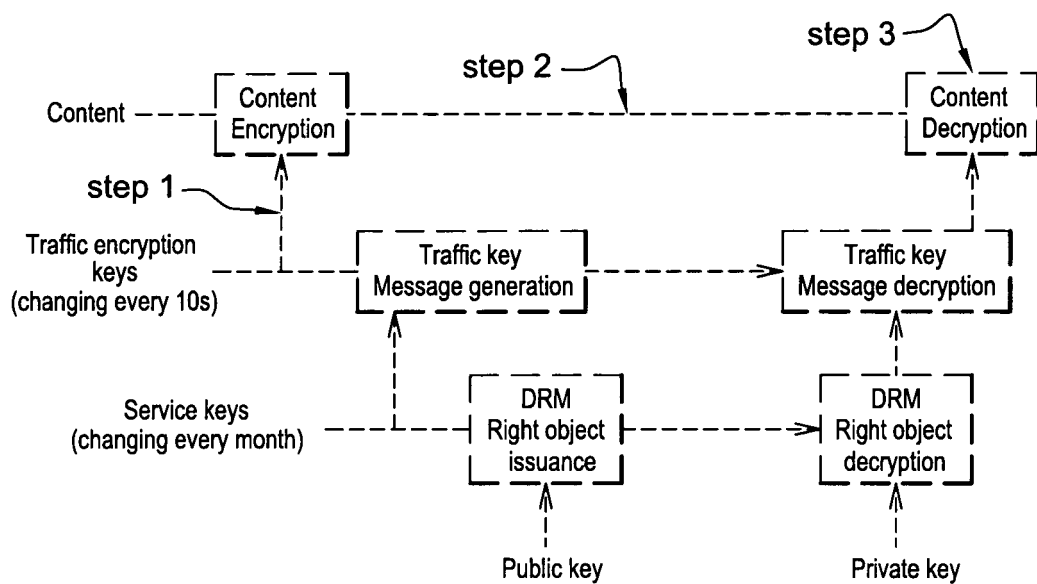 step 3
step 2
Content
Content
Encryption
Content
Decryption
step 1
Traffic encryption
keys
(changing every 10s)
Traffic key
Message generation
Traffic key
Message decryption
Service keys
(changing every month)
DRM
Right object
issuance
DRM
Right object
decryption
Public key
Private key